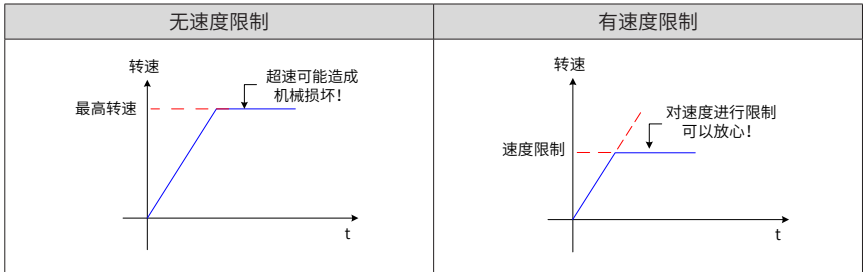 无速度限制
有速度限制
转速
超速可能造成
机械损坏！
最高转速
t
转速
对速度进行限制
可以放心！
速度限制
t